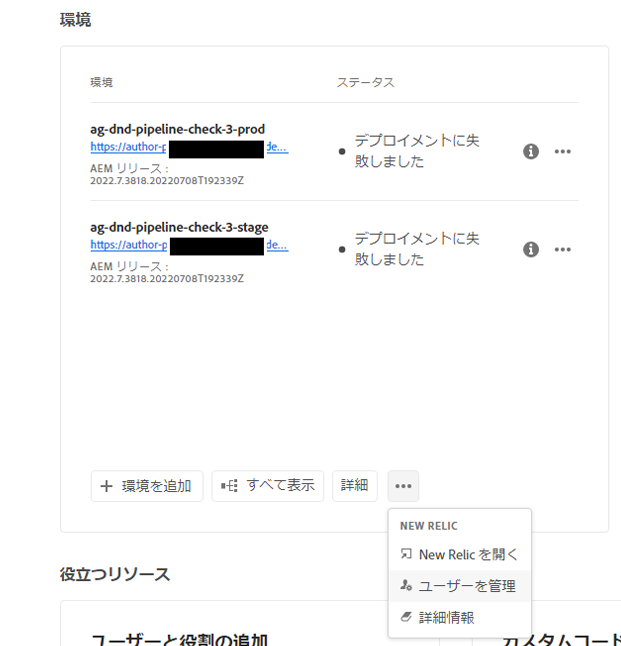 環境
環境 ステータス
ag-dnd-pipeline-check-3-prod
https://author-p de...
AEM リリース :
2022.7.3818.20220708T192339Z
デプロイメントに失
敗しました
ag-dnd-pipeline-check-3-stage
https://author-p de...
AEM リリース :
2022.7.3818.20220708T192339Z
デプロイメントに失
敗しました
環境を追加 すべて表示 詳細
NEW RELIC
New Relic を開く
ユーザーを管理
詳細情報
役立つリソース
ユーザーと役割の追加
カスタムコード